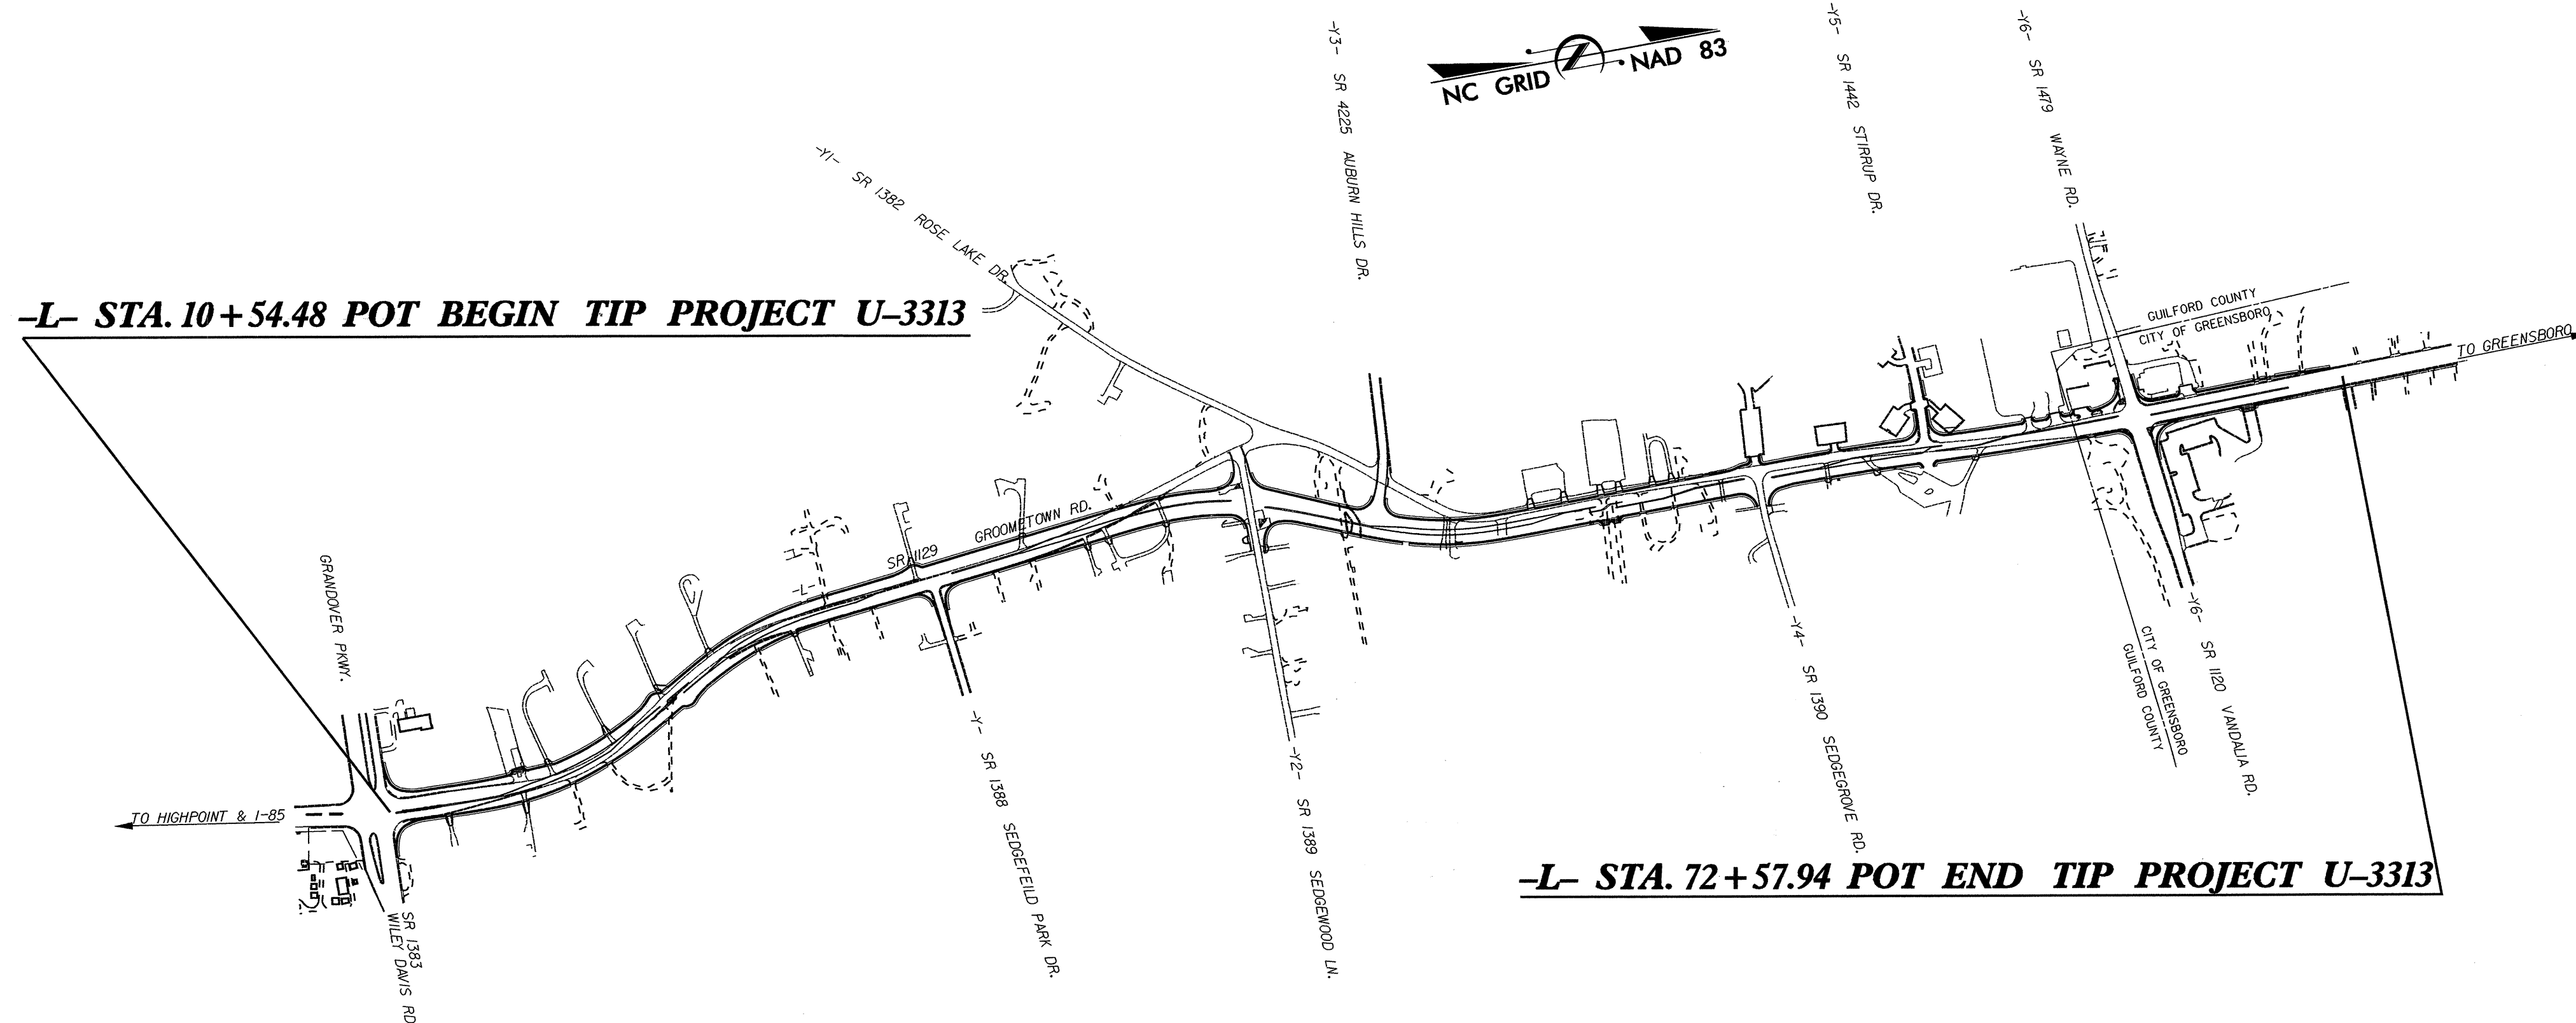 -Y3- SR 4225 AUBURN HILLS DR.
-Y5- SR 1442 STIRRUP DR.
-Y6- SR 1479 WAYNE RD.
NC GRID NAD 83
-Y1- SR 1382 ROSE LAKE DR.
-L- STA. 10+54.48 POT BEGIN TIP PROJECT U-3313
GUILFORD COUNTY
CITY OF GREENSBORO
TO GREENSBORO
GROOMETOWN RD.
SR 1129
-L-
GRANDOVER PKWY.
TO HIGHPOINT & I-85
SR 1383
WILEY DAVIS RD
-Y- SR 1388 SEDGEFEILD PARK DR.
-Y2- SR 1389 SEDGEWOOD LN.
-Y4- SR 1390 SEDGEGROVE RD.
CITY OF GREENSBORO
GUILFORD COUNTY
-Y6- SR 1120 VANDALIA RD.
-L- STA. 72+57.94 POT END TIP PROJECT U-3313